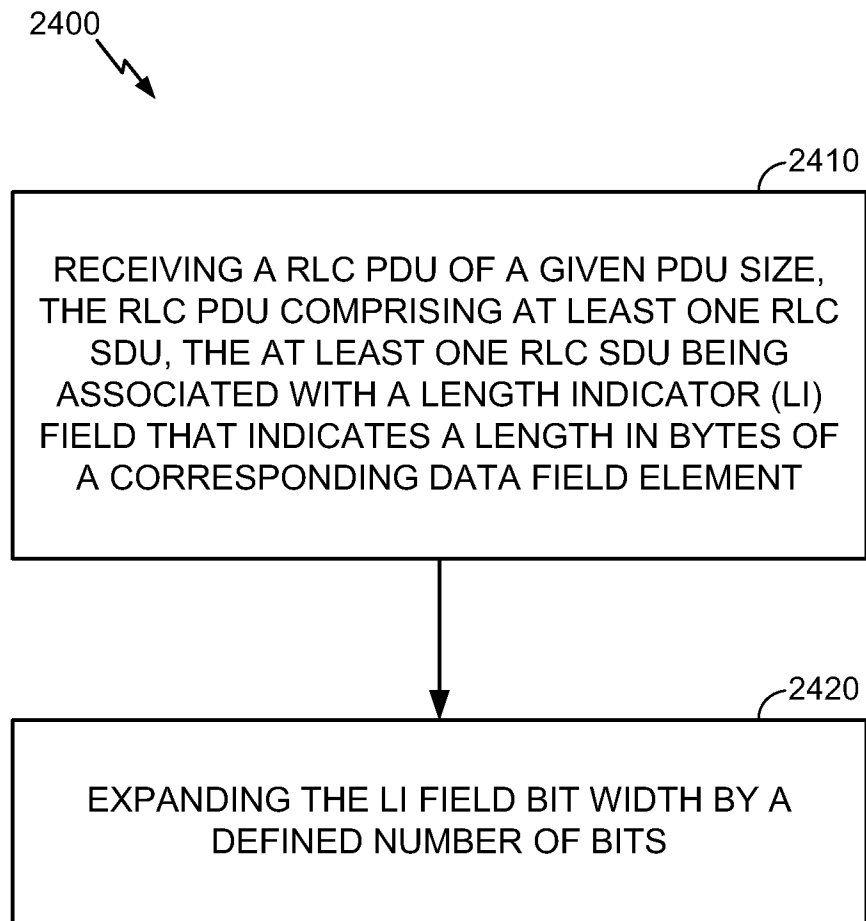 2400
2410
RECEIVING A RLC PDU OF A GIVEN PDU SIZE,
THE RLC PDU COMPRISING AT LEAST ONE RLC
SDU, THE AT LEAST ONE RLC SDU BEING
ASSOCIATED WITH A LENGTH INDICATOR (LI)
FIELD THAT INDICATES A LENGTH IN BYTES OF
A CORRESPONDING DATA FIELD ELEMENT
2420
EXPANDING THE LI FIELD BIT WIDTH BY A
DEFINED NUMBER OF BITS